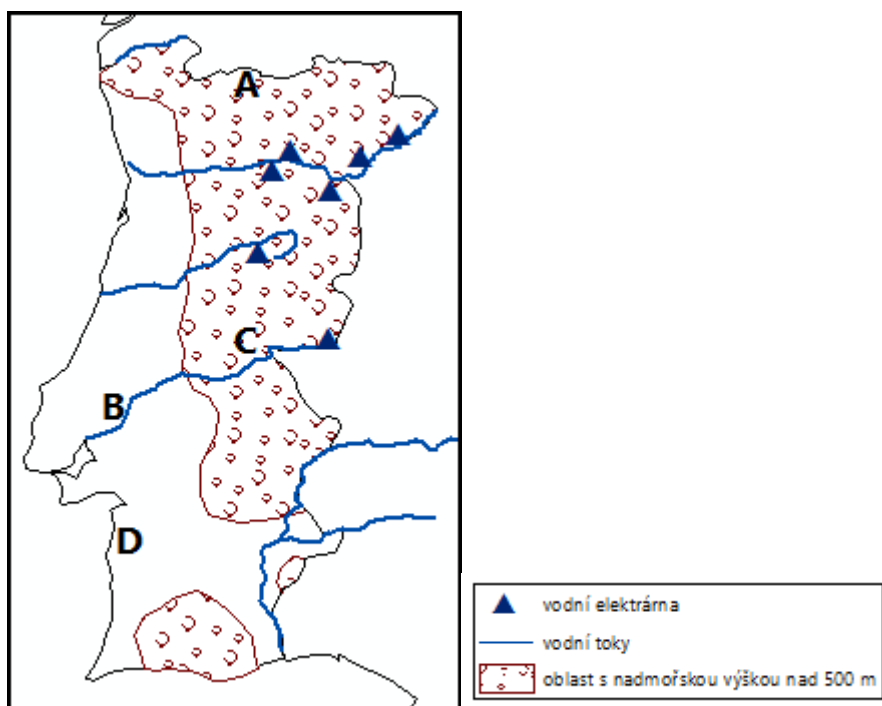 A
C
B
D
vodní elektrárna
vodní toky
oblast s nadmořskou výškou nad 500 m